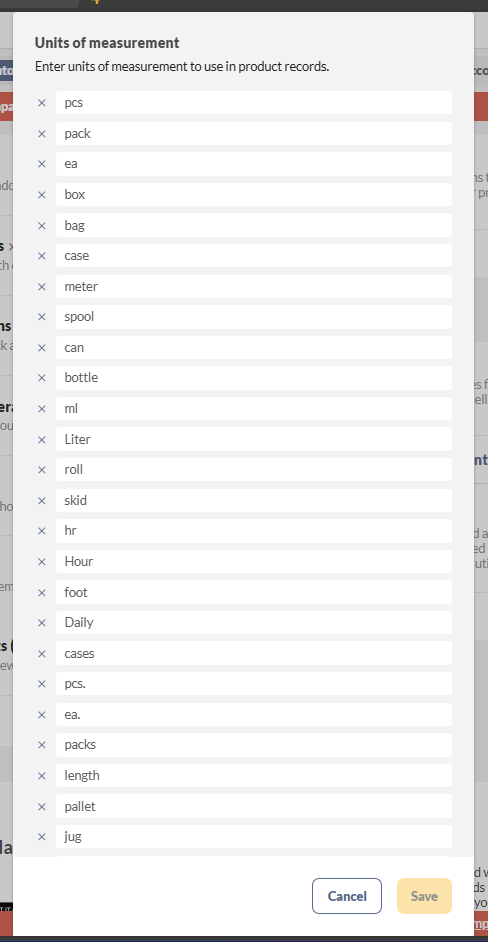 Units of measurement
Enter units of measurement to use in product records.
× pcs
× pack
× ea
× box
× bag
× case
× meter
× spool
× can
× bottle
× ml
× Liter
× roll
× skid
× hr
× Hour
× foot
× Daily
× cases
× pcs.
× ea.
× packs
× length
× pallet
× jug
Cancel
Save